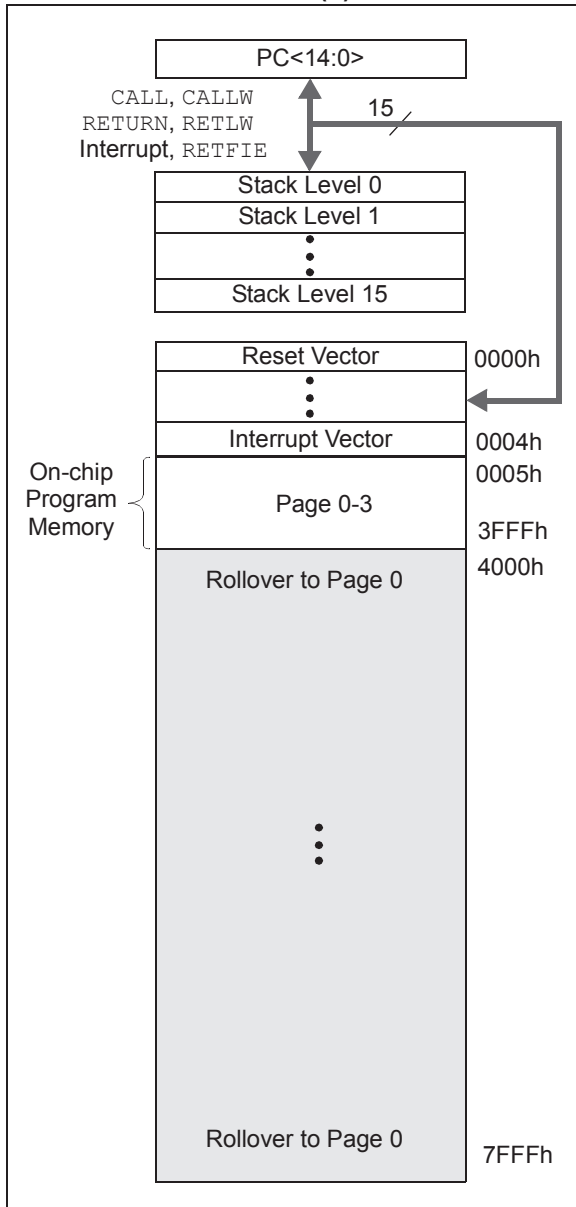 PC<14:0>
CALL, CALLW
RETURN, RETLW
Interrupt, RETFIE
15
Stack Level 0
Stack Level 1
Stack Level 15
Reset Vector
0000h
Interrupt Vector
0004h
On-chip
Program
Memory
Page 0-3
0005h
3FFFh
Rollover to Page 0
4000h
Rollover to Page 0
7FFFh